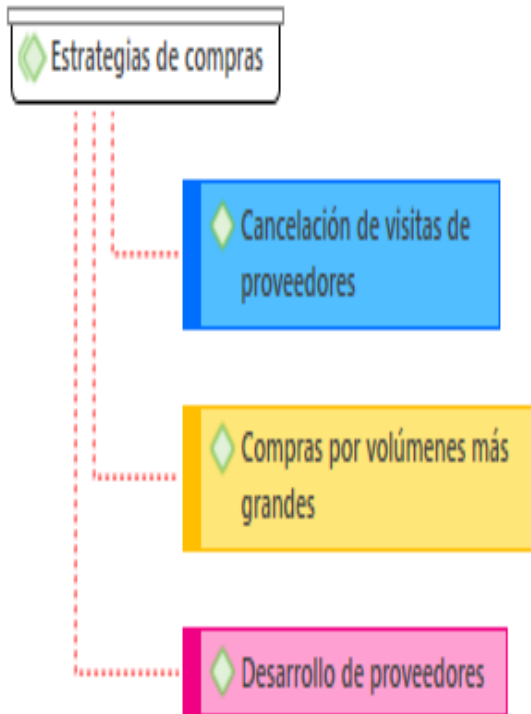 Estrategias de compras
Cancelación de visitas de
proveedores
Compras por volúmenes más
grandes
Desarrollo de proveedores